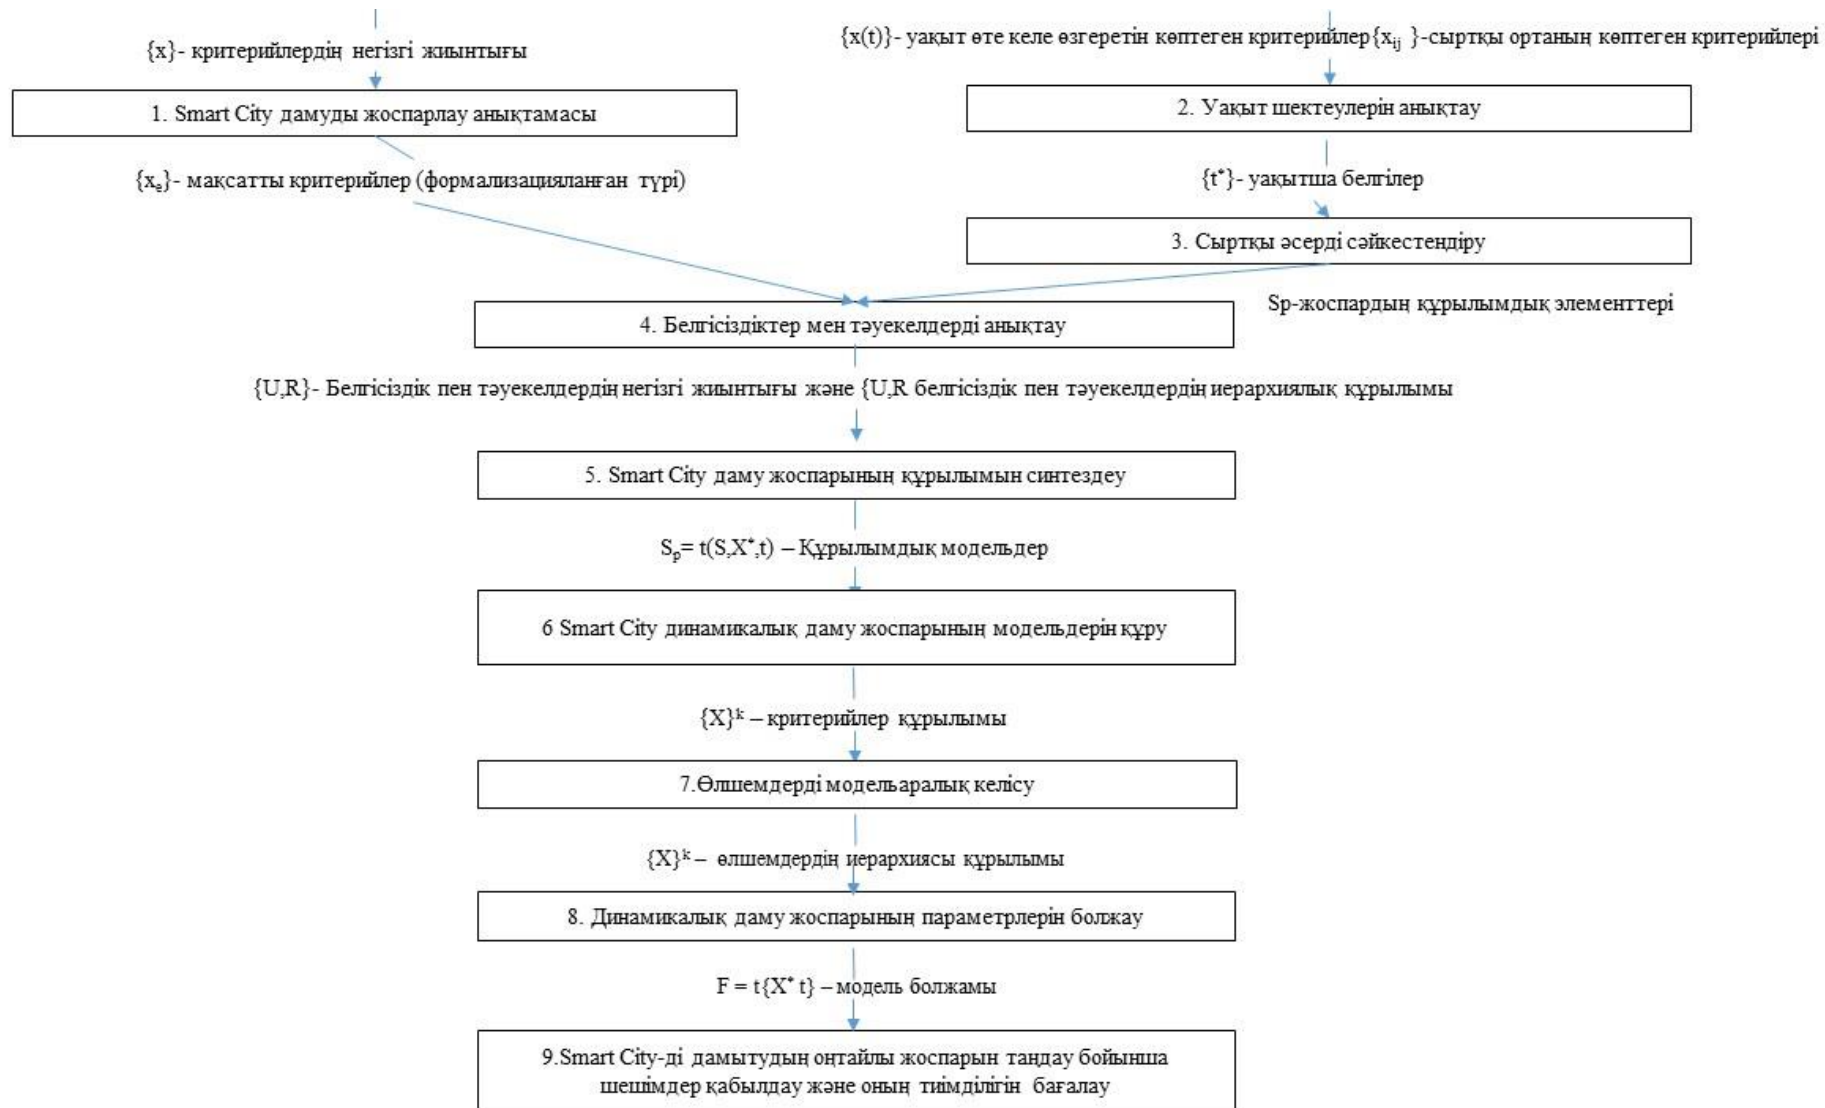 {x}- критерийлердің негізгі жиынтығы
{x(t)}- уақыт өте келе өзгеретін көптеген критерийлер{x_ij }-сыртқы ортаның көптеген критерийлері
1. Smart City дамуды жоспарлау анықтамасы
2. Уақыт шектеулерін анықтау
{x_e}- мақсатты критерийлер (формализацияланған түрі)
{t*}- уақытша белгілер
3. Сыртқы әсерді сәйкестендіру
Sp-жоспардың құрылымдық элементтері
4. Белгісіздіктер мен тәуекелдерді анықтау
{U,R}- Белгісіздік пен тәуекелдердің негізгі жиынтығы және {U,R белгісіздік пен тәуекелдердің иерархиялық құрылымы
5. Smart City даму жоспарының құрылымын синтездеу
S_p= t(S,X*,t) – Құрылымдық модельдер
6 Smart City динамикалық даму жоспарының модельдерін құру
{X}^k – критерийлер құрылымы
7.Өлшемдерді модельаралық келісу
{X}^k – өлшемдердің иерархиясы құрылымы
8. Динамикалық даму жоспарының параметрлерін болжау
F = t{X* t} – модель болжамы
9.Smart City-ді дамытудың оңтайлы жоспарын таңдау бойынша
шешімдер қабылдау және оның тиімділігін бағалау